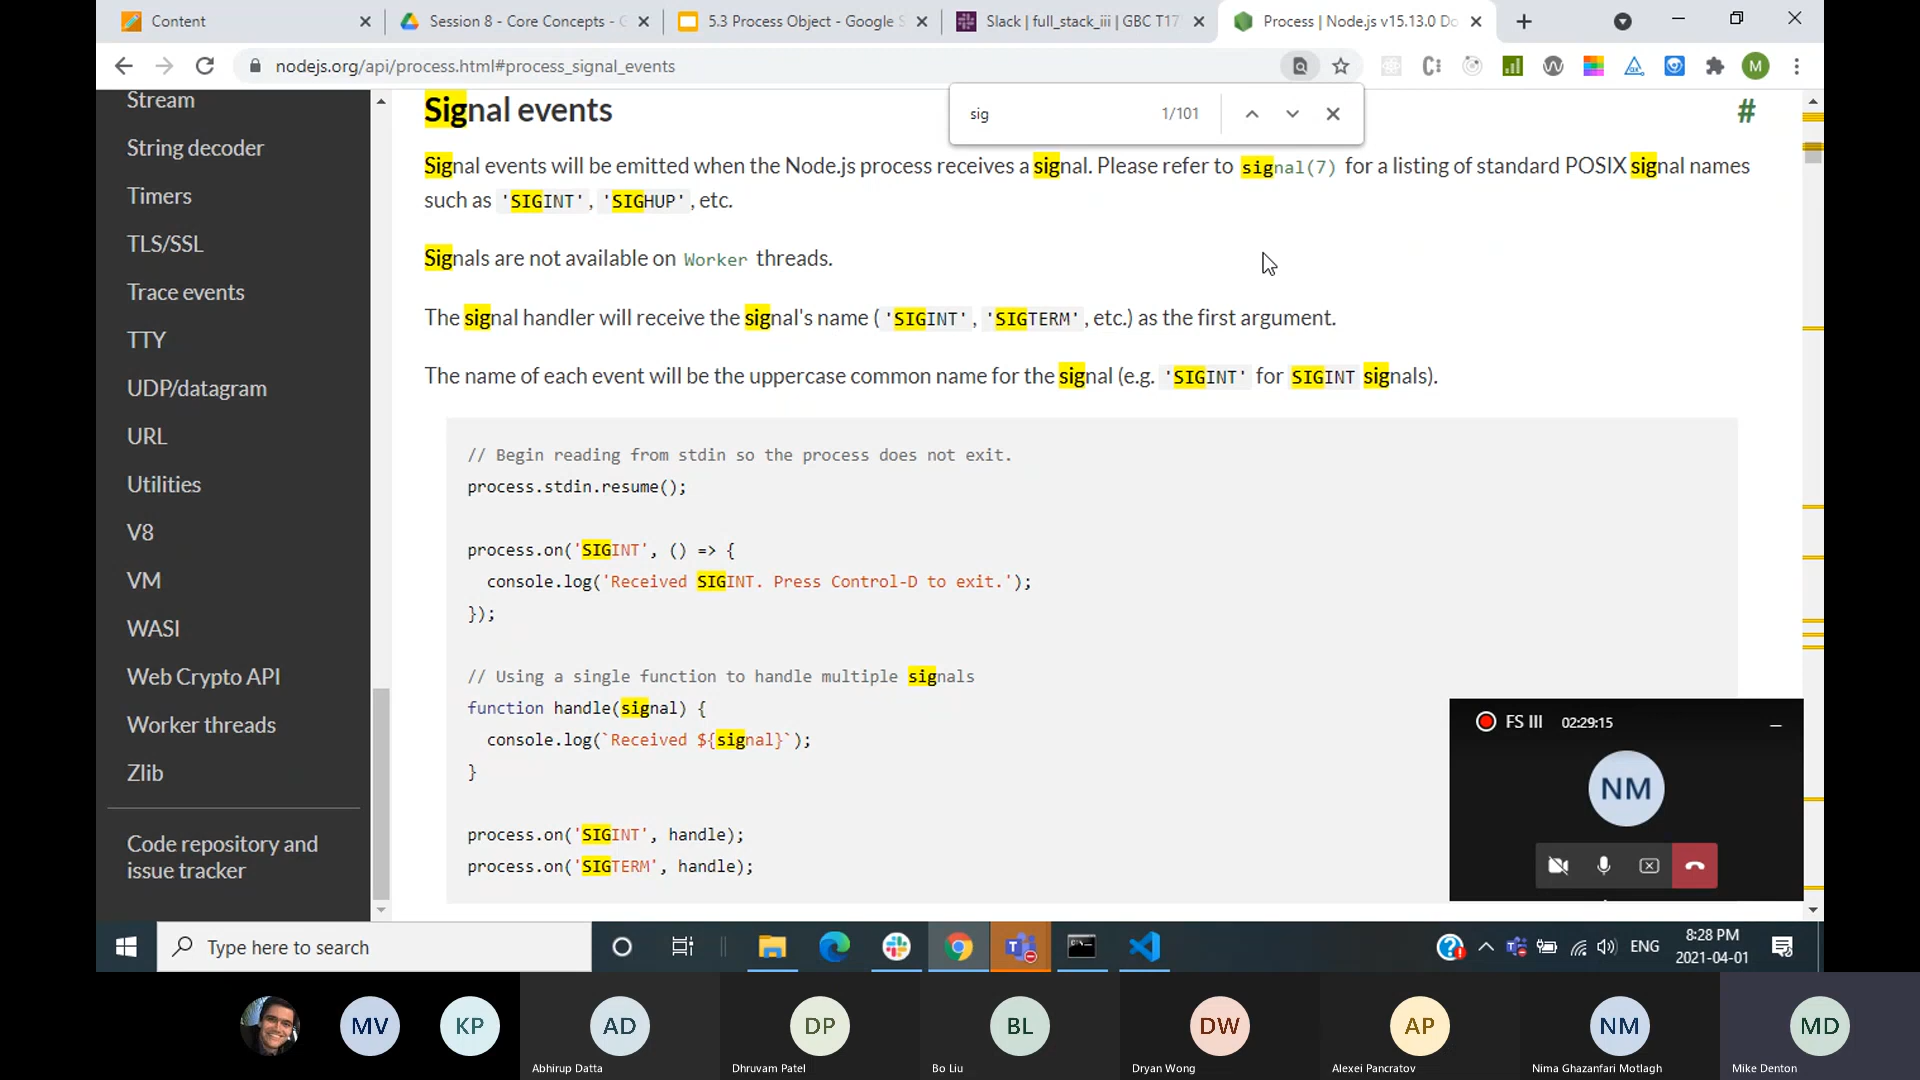 Content
Session 8 - Core Concepts - G
5.3 Process Object - Google S
Slack | full_stack_iii | GBC T17
Process | Node.js v15.13.0 Do
nodejs.org/api/process.html#process_signal_events
M
sig
1/101
Stream
String decoder
Timers
TLS/SSL
Trace events
TTY
UDP/datagram
URL
Utilities
V8
VM
WASI
Web Crypto API
Worker threads
Zlib
Code repository and
issue tracker
Signal events
#
Signal events will be emitted when the Node.js process receives a signal. Please refer to signal(7) for a listing of standard POSIX signal names
such as 'SIGINT', 'SIGHUP', etc.
Signals are not available on Worker threads.
The signal handler will receive the signal's name ('SIGINT', 'SIGTERM', etc.) as the first argument.
The name of each event will be the uppercase common name for the signal (e.g. 'SIGINT' for SIGINT signals).
// Begin reading from stdin so the process does not exit.
process.stdin.resume();
process.on('SIGINT', () => {
console.log('Received SIGINT. Press Control-D to exit.');
});
// Using a single function to handle multiple signals
function handle(signal) {
console.log(`Received ${signal}`);
}
process.on('SIGINT', handle);
process.on('SIGTERM', handle);
FS III
02:29:15
NM
Type here to search
ENG
8:28 PM
2021-04-01
MV
KP
AD
Abhirup Datta
DP
Dhruvam Patel
BL
Bo Liu
DW
Dryan Wong
AP
Alexei Pancratov
NM
Nima Ghazanfari Motlagh
MD
Mike Denton